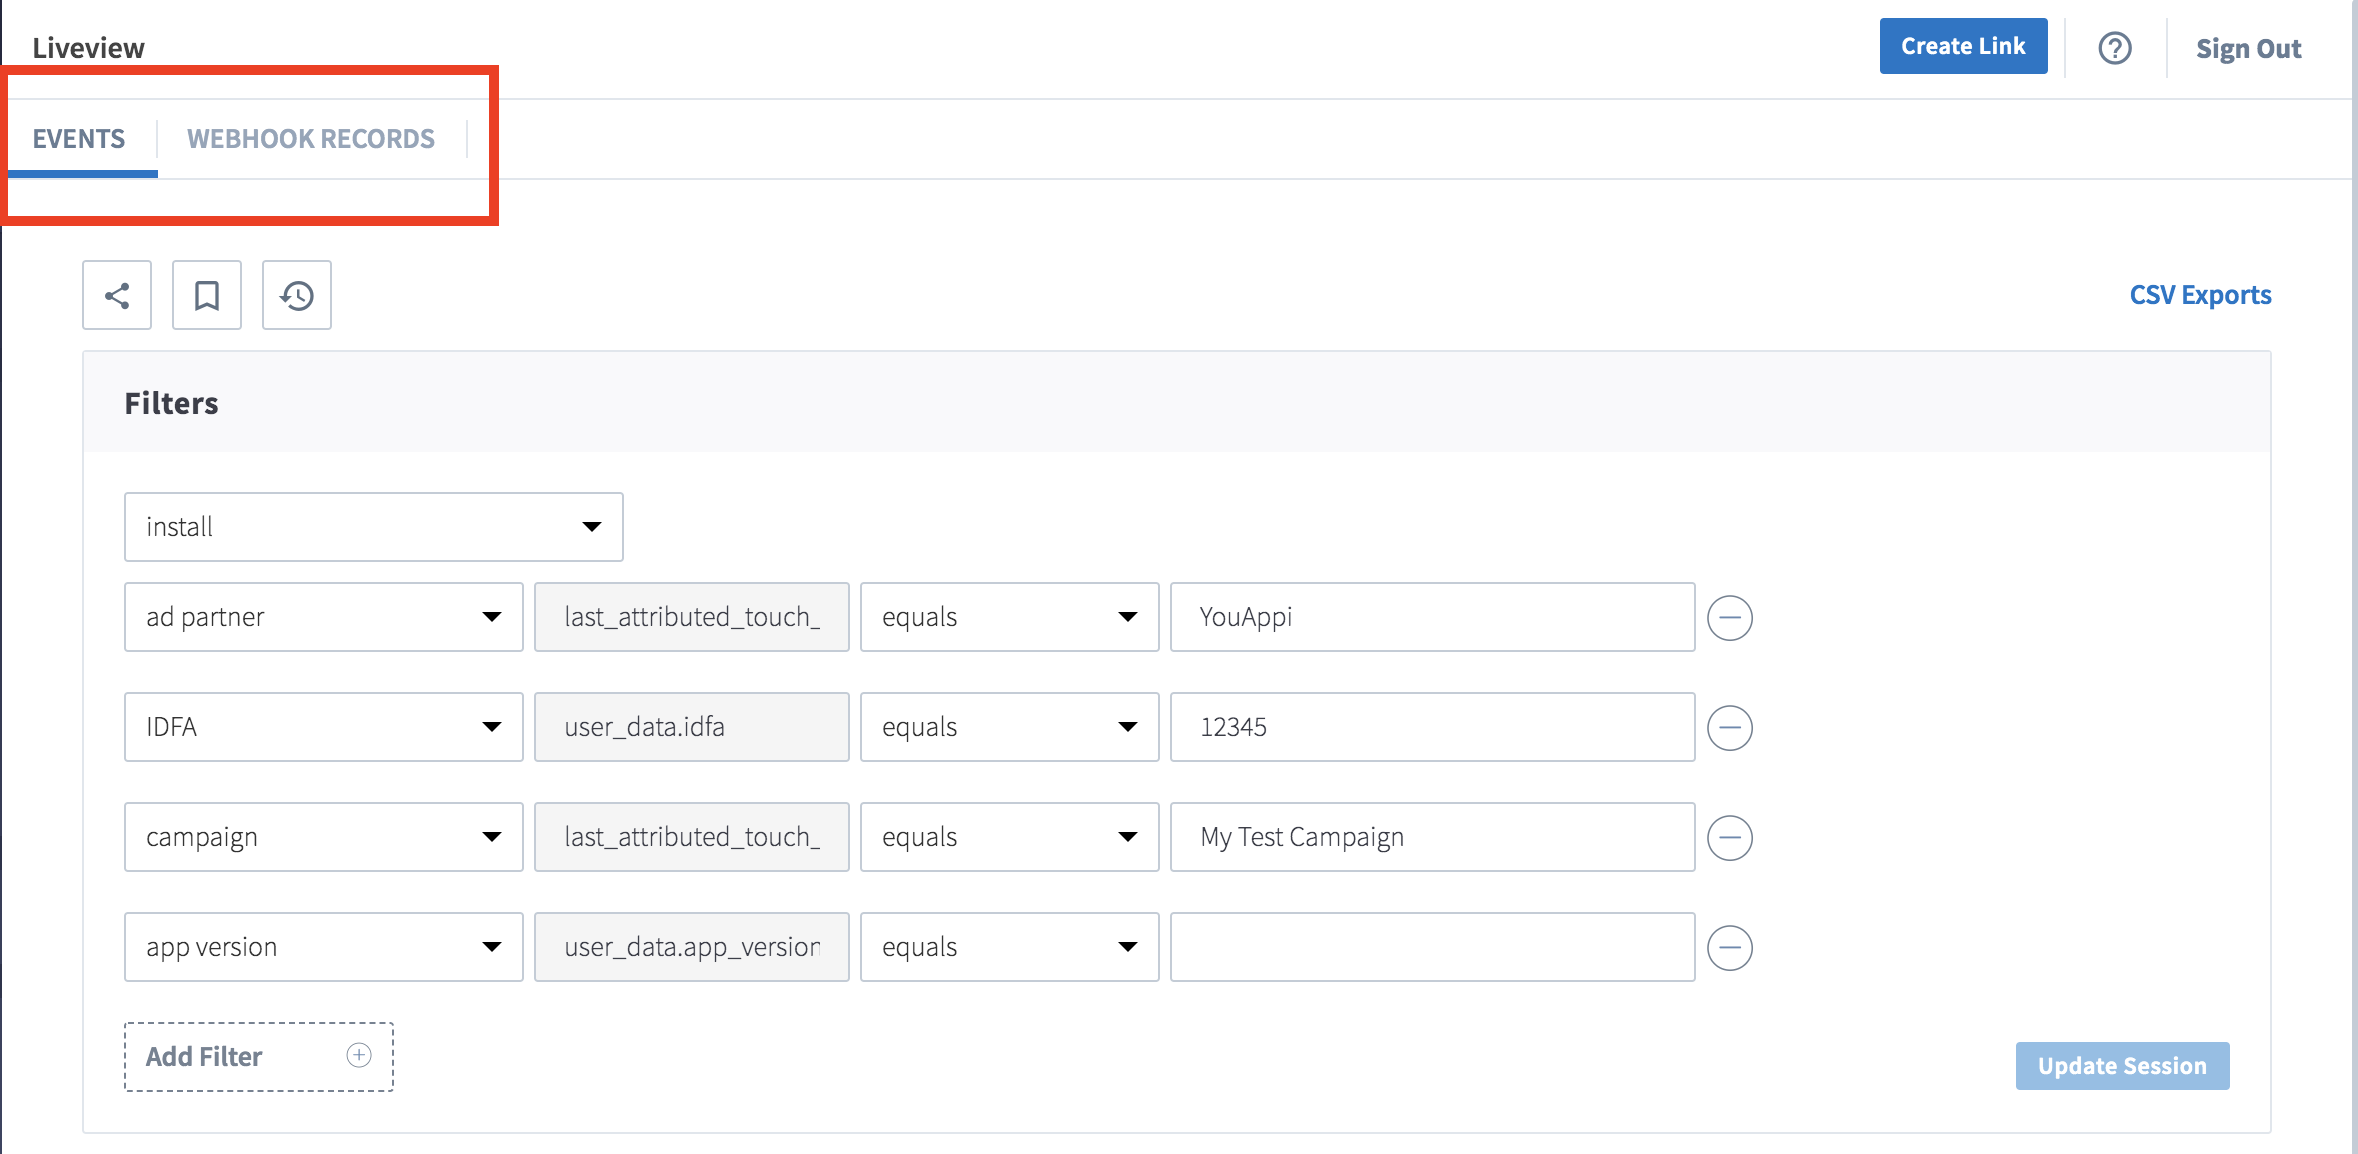 Liveview
Create Link
?
Sign Out
EVENTS
WEBHOOK RECORDS
CSV Exports
Filters
install
ad partner
last_attributed_touch_
equals
YouAppi
IDFA
user_data.idfa
equals
12345
campaign
last_attributed_touch_
equals
My Test Campaign
app version
user_data.app_version
equals
Add Filter
Update Session